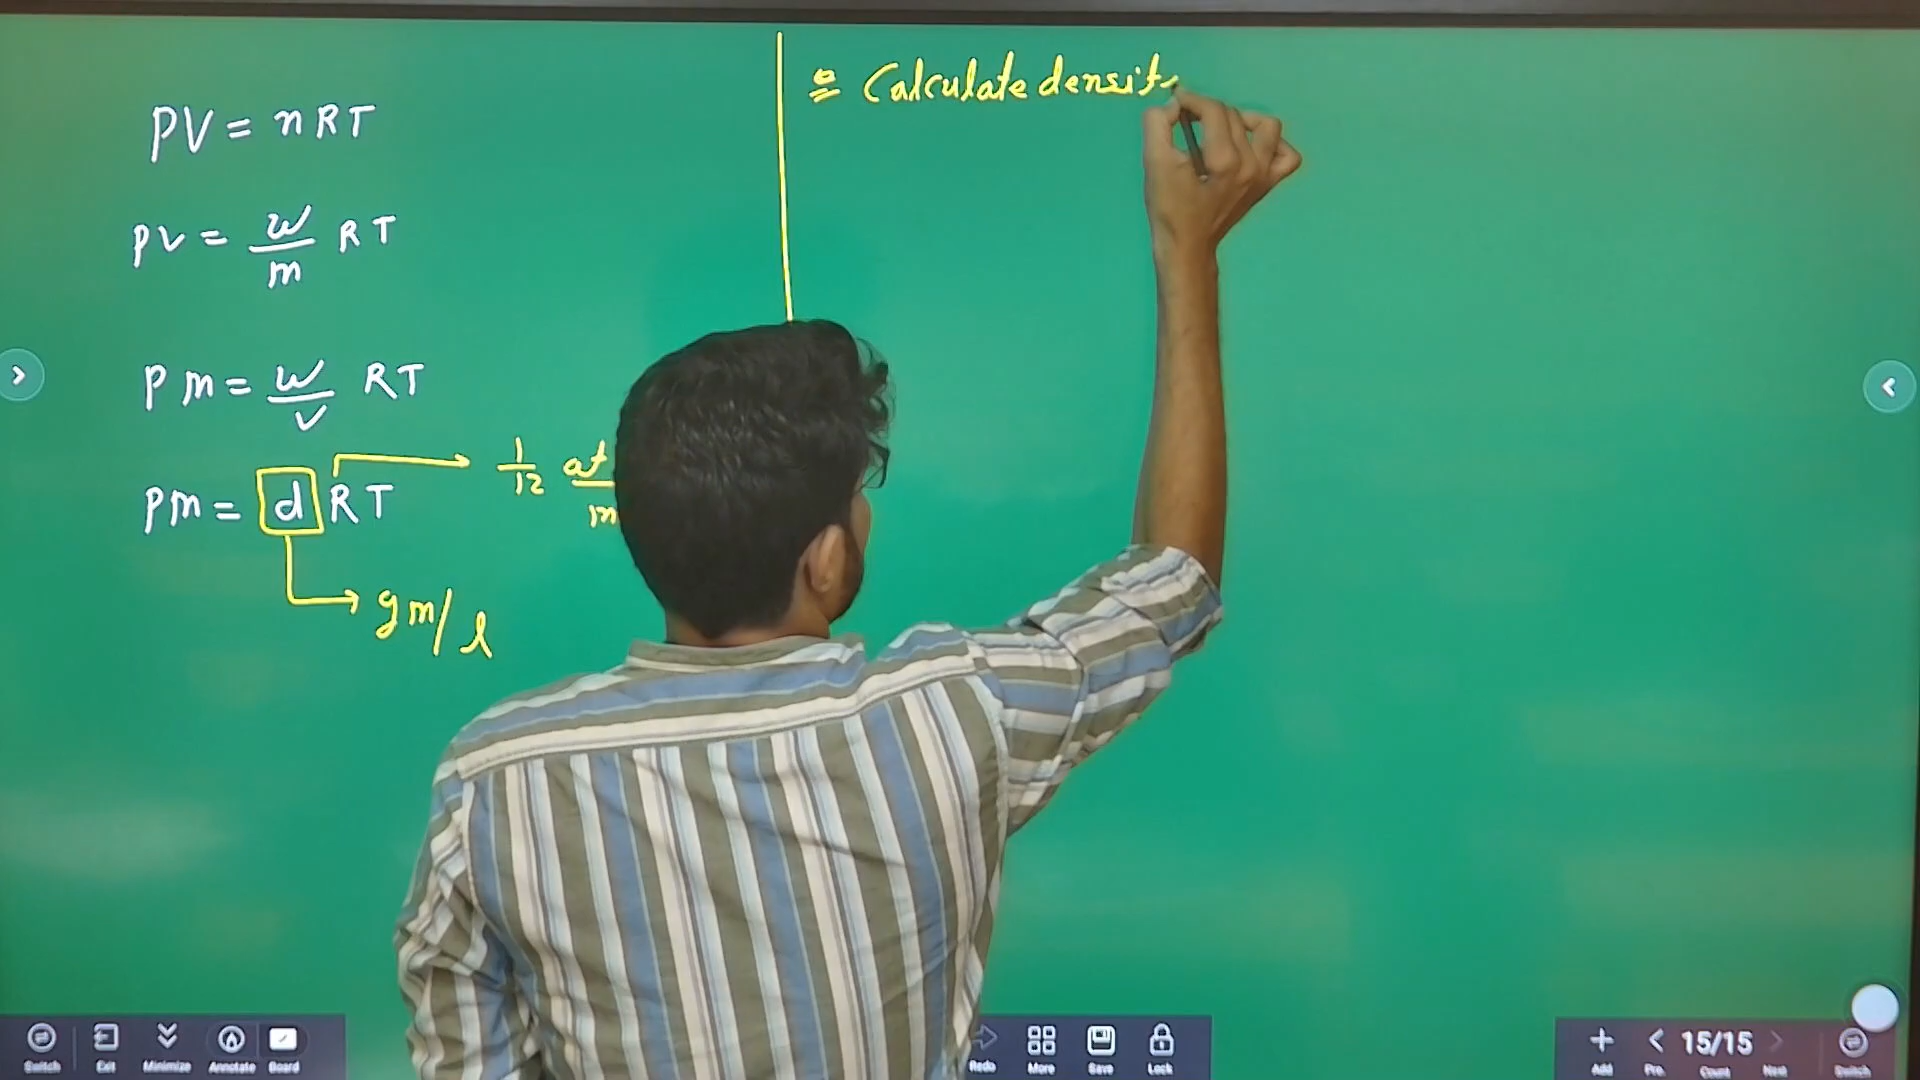 PV = nRT
PV = w/m RT
Pm = w/v RT
Pm = d RT
1/12
gm/l
Q Calculate densit
Switch Exit Minimize Annotate Board
Redo More Save Lock
Add Pre. 15/15 Count Next Switch